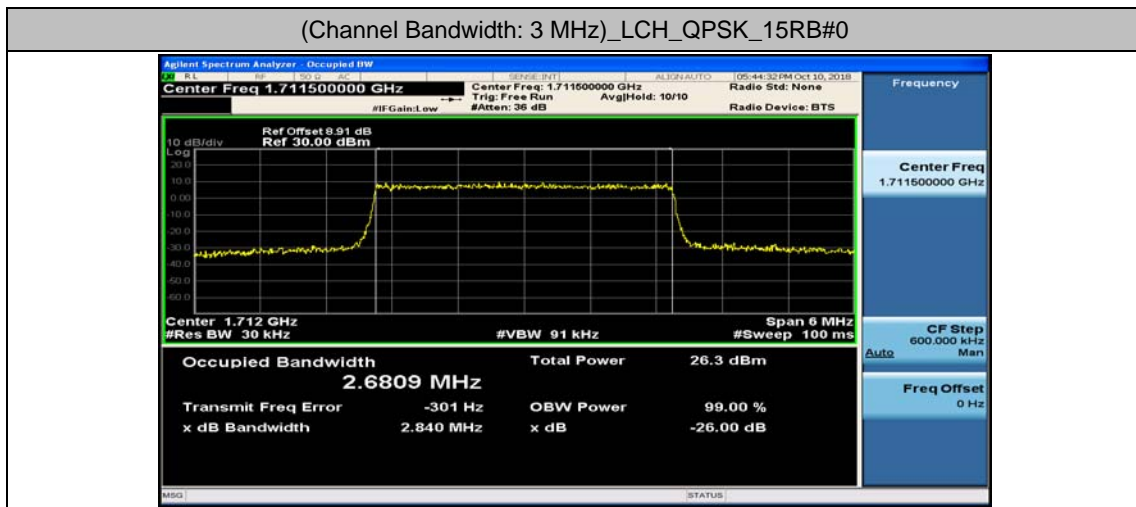 (Channel Bandwidth: 3 MHz)_LCH_QPSK_15RB#0
Agilent Spectrum Analyzer - Occupied BW
RL RF 50 Ω AC SENSE:INT ALIGN AUTO 05:44:32 PM Oct 10, 2018
Center Freq 1.711500000 GHz
Center Freq: 1.711500000 GHz
Radio Std: None
Trig: Free Run Avg|Hold: 10/10
#IFGain:Low #Atten: 36 dB Radio Device: BTS
Ref Offset 8.91 dB
10 dB/div Ref 30.00 dBm
Log
20.0
10.0
0.00
-10.0
-20.0
-30.0
-40.0
-50.0
-60.0
Center 1.712 GHz Span 6 MHz
#Res BW 30 kHz #VBW 91 kHz #Sweep 100 ms
Occupied Bandwidth Total Power 26.3 dBm
2.6809 MHz
Transmit Freq Error -301 Hz OBW Power 99.00 %
x dB Bandwidth 2.840 MHz x dB -26.00 dB
MSG STATUS
Frequency
Center Freq
1.711500000 GHz
CF Step
600.000 kHz
Auto Man
Freq Offset
0 Hz